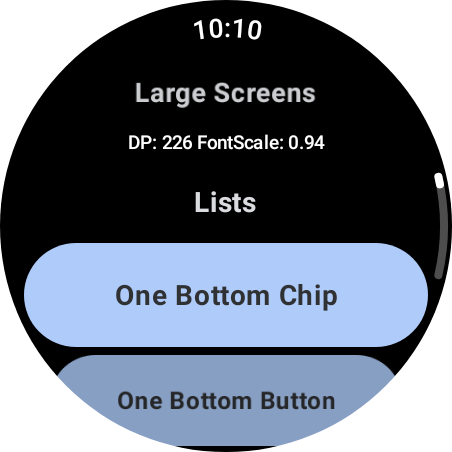 10:10
Large Screens
DP: 226 FontScale: 0.94
Lists
One Bottom Chip
One Bottom Button